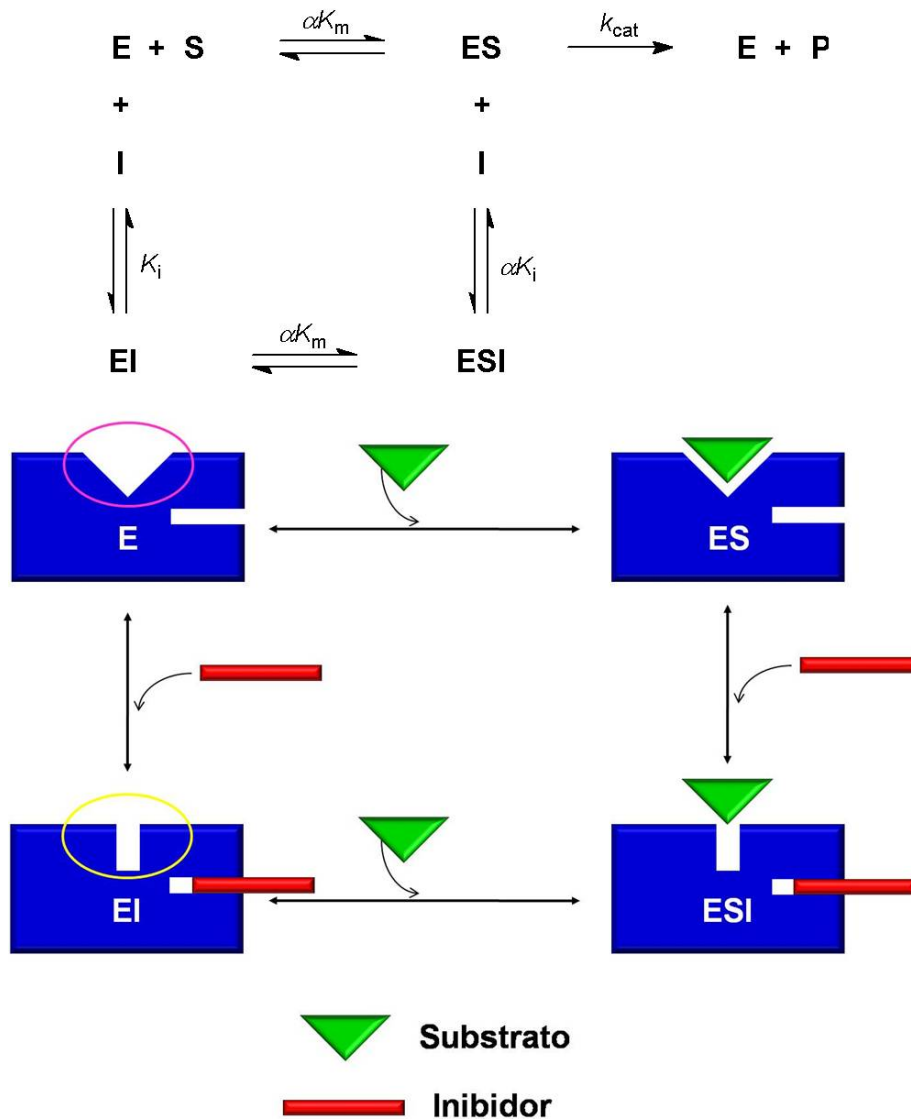 αKm kcat
E + S ES E + P
+ +
I I
Ki αKi
αKm
EI ESI
E ES
EI ESI
Substrato
Inibidor